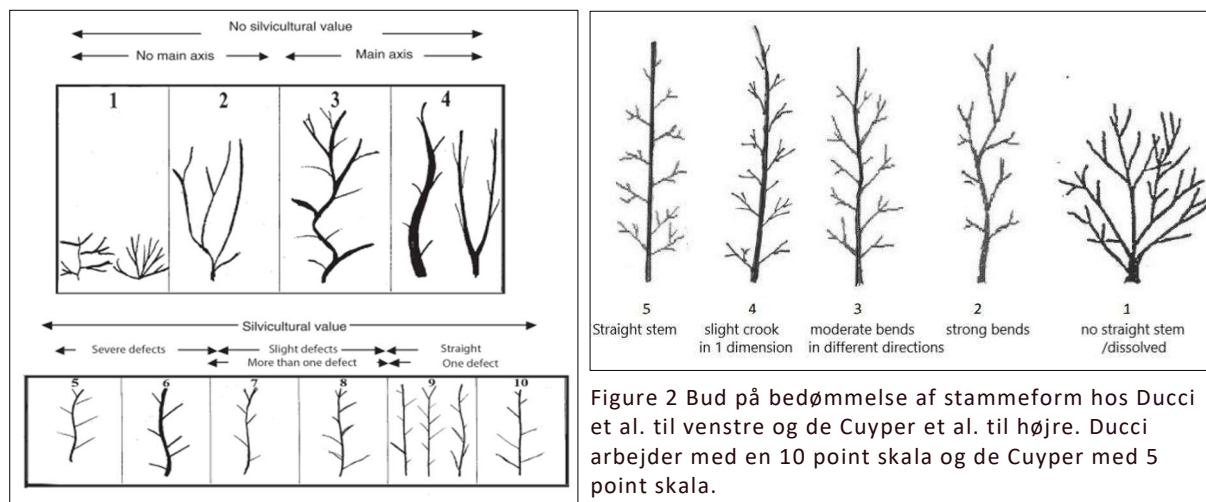 No silvicultural value
No main axis
Main axis
1 2 3 4
Silvicultural value
Severe defects Slight defects Straight
More than one defect One defect
5 6 7 8 9 10
5 4 3 2 1
Straight stem slight crook moderate bends strong bends no straight stem
in 1 dimension in different directions /dissolved
Figure 2 Bud på bedømmelse af stammeform hos Ducci
et al. til venstre og de Cuyper et al. til højre. Ducci
arbejder med en 10 point skala og de Cuyper med 5
point skala.